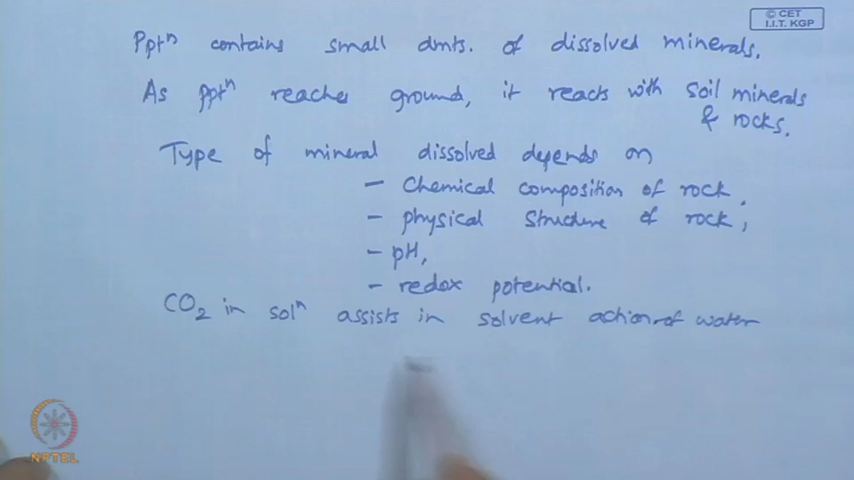 © CET
I.I.T. KGP
Pptⁿ contains small amts. of dissolved minerals.
As pptⁿ reaches ground, it reacts with soil minerals
& rocks.
Type of mineral dissolved depends on
– Chemical composition of rock,
– physical structure of rock,
– pH,
– redox potential.
CO₂ in solⁿ assists in solvent action of water
NPTEL